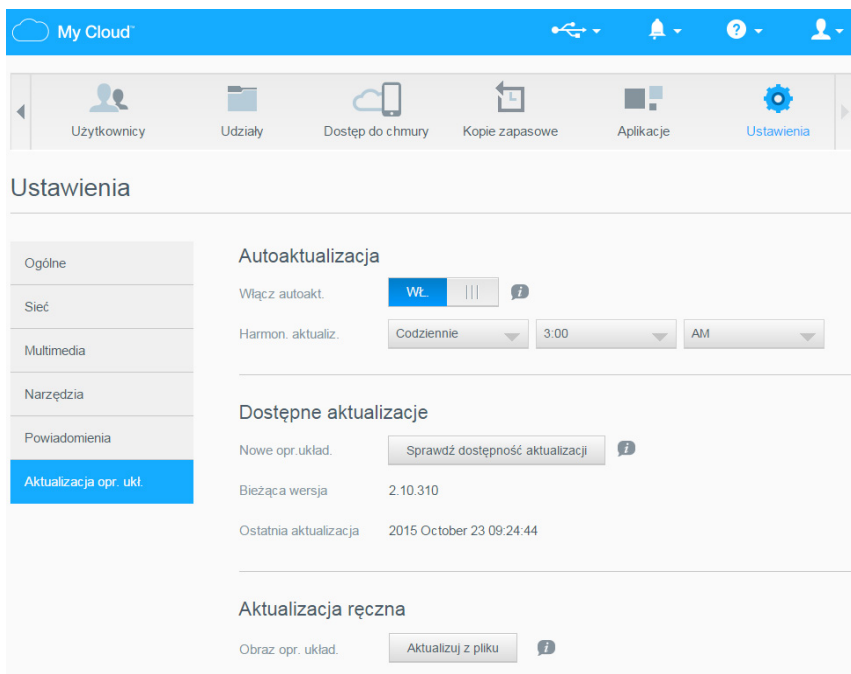 My Cloud™
Użytkownicy Udziały Dostęp do chmury Kopie zapasowe Aplikacje Ustawienia
Ustawienia
Ogólne
Sieć
Multimedia
Narzędzia
Powiadomienia
Aktualizacja opr. ukł.
Autoaktualizacja
Włącz autoakt. WŁ.
Harmon. aktualiz. Codziennie 3:00 AM
Dostępne aktualizacje
Nowe opr.układ. Sprawdź dostępność aktualizacji
Bieżąca wersja 2.10.310
Ostatnia aktualizacja 2015 October 23 09:24:44
Aktualizacja ręczna
Obraz opr. układ. Aktualizuj z pliku